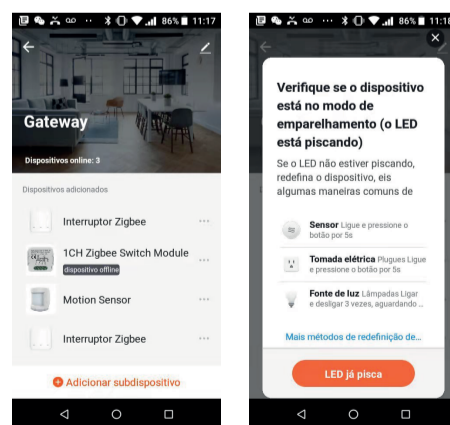 86% 11:17
Gateway
Dispositivos online: 3
Dispositivos adicionados
Interruptor Zigbee
1CH Zigbee Switch Module
dispositivo offline
Motion Sensor
Interruptor Zigbee
Adicionar subdispositivo
86% 11:18
Verifique se o dispositivo
está no modo de
emparelhamento (o LED
está piscando)
Se o LED não estiver piscando,
redefina o dispositivo, eis
algumas maneiras comuns de
Sensor Ligue e pressione o
botão por 5s
Tomada elétrica Plugues Ligue
e pressione o botão por 5s
Fonte de luz Lâmpadas Ligar
e desligar 3 vezes, aguardando ...
Mais métodos de redefinição de...
LED já pisca